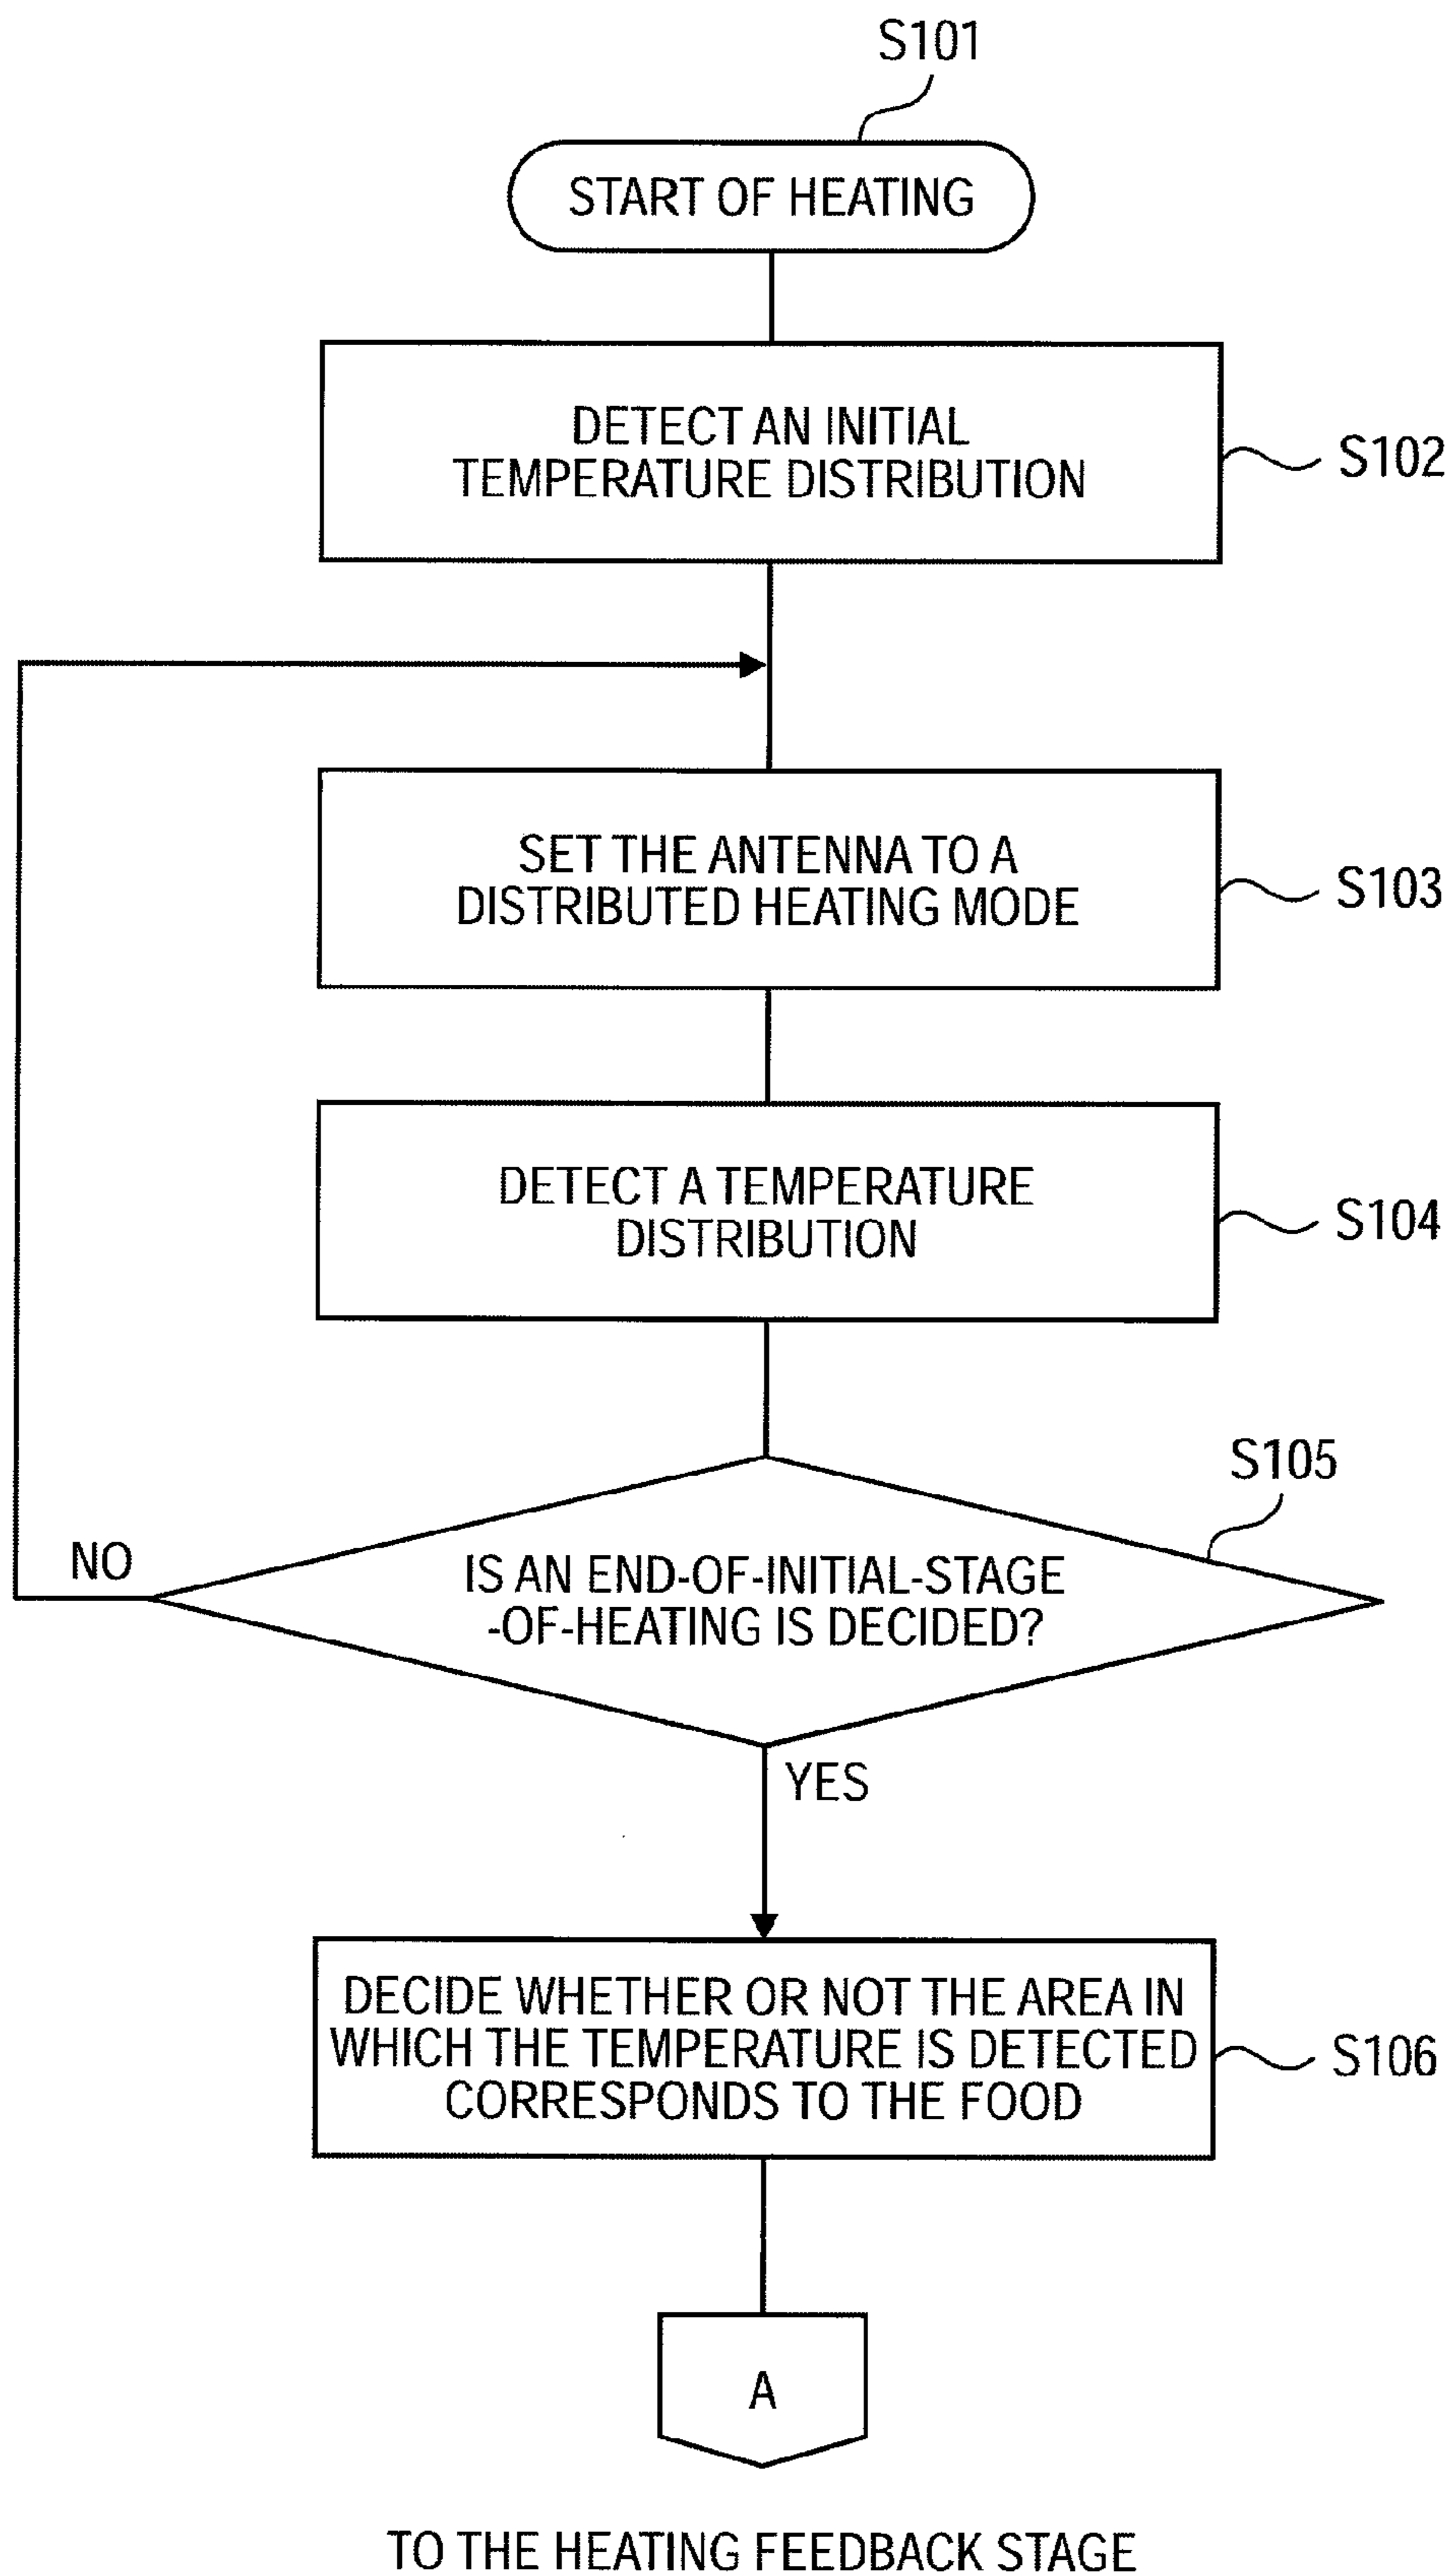 S101
START OF HEATING
DETECT AN INITIAL
TEMPERATURE DISTRIBUTION
S102
SET THE ANTENNA TO A
DISTRIBUTED HEATING MODE
S103
DETECT A TEMPERATURE
DISTRIBUTION
S104
S105
NO
IS AN END-OF-INITIAL-STAGE
-OF-HEATING IS DECIDED?
YES
DECIDE WHETHER OR NOT THE AREA IN
WHICH THE TEMPERATURE IS DETECTED
CORRESPONDS TO THE FOOD
S106
A
TO THE HEATING FEEDBACK STAGE